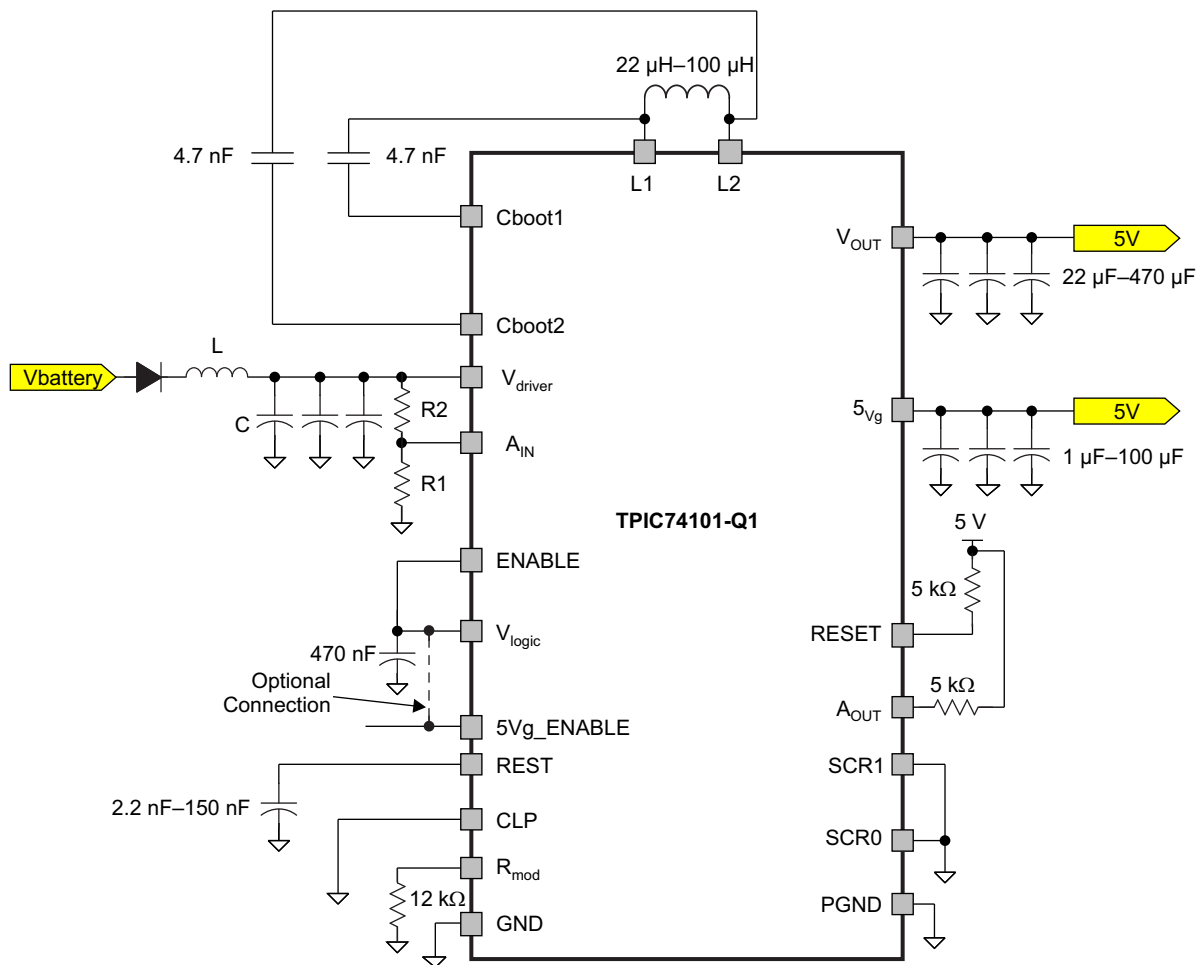 22 µH–100 µH
4.7 nF
4.7 nF
L1
L2
Cboot1
VOUT
5V
22 µF–470 µF
Cboot2
L
Vbattery
Vdriver
R2
C
AIN
R1
5Vg
5V
1 µF–100 µF
TPIC74101-Q1
5 V
ENABLE
5 kΩ
RESET
Vlogic
470 nF
Optional
Connection
5 kΩ
AOUT
5Vg_ENABLE
REST
SCR1
2.2 nF–150 nF
CLP
SCR0
Rmod
12 kΩ
PGND
GND